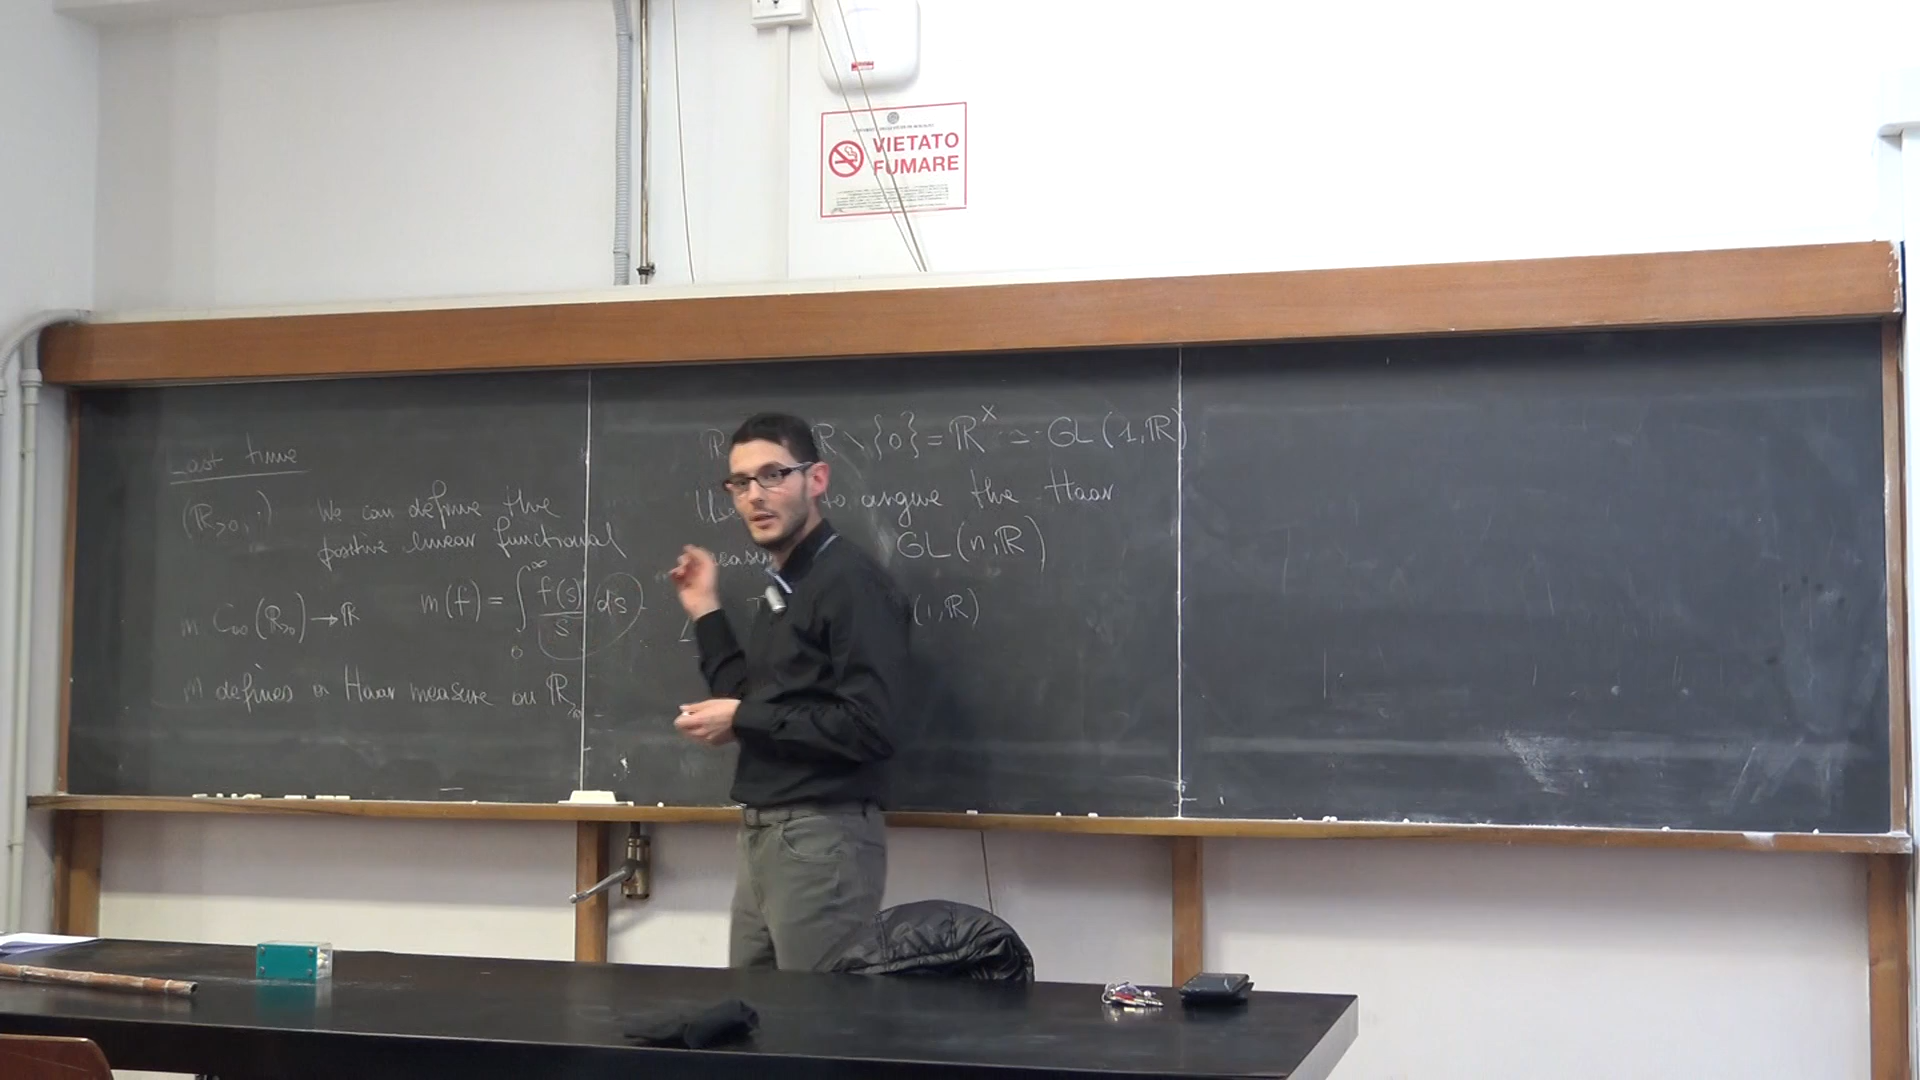 VIETATO
FUMARE
Last time
(ℝ>0, ·) We can define the
positive linear functional
m C₀₀(ℝ>0) → ℝ m(f) = ∫₀^∞ f(s)/s ds
m defines a Haar measure on ℝ>0
ℝ \ {0} = ℝ^× ≃ GL(1,ℝ)
to argue the Haar
GL(n,ℝ)
(1,ℝ)